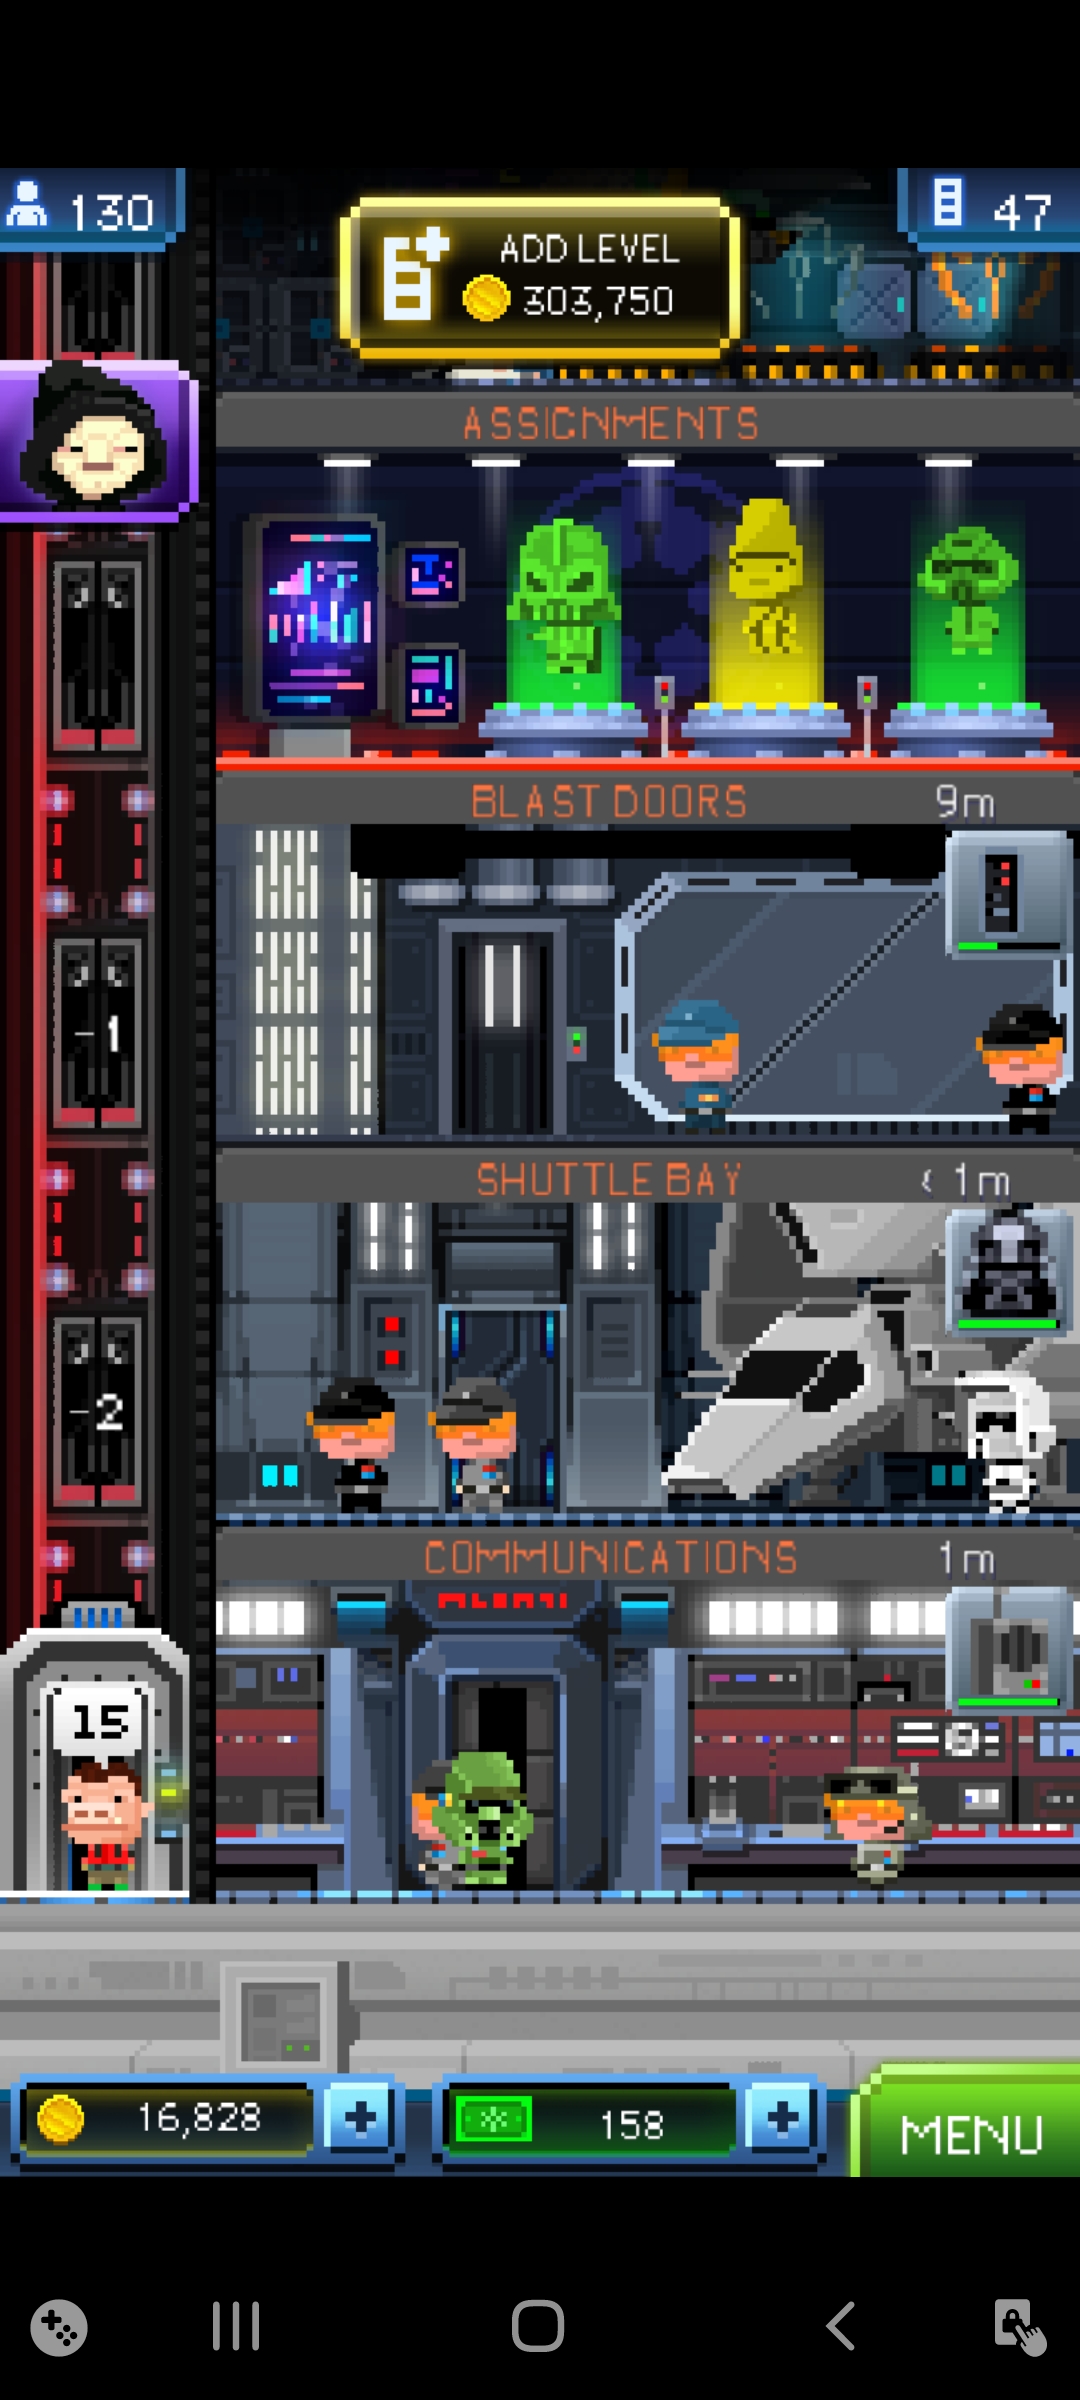 130
ADD LEVEL
303,750
47
ASSIGNMENTS
BLAST DOORS 9m
-1
SHUTTLE BAY < 1m
-2
COMMUNICATIONS 1m
15
16,828
158
MENU